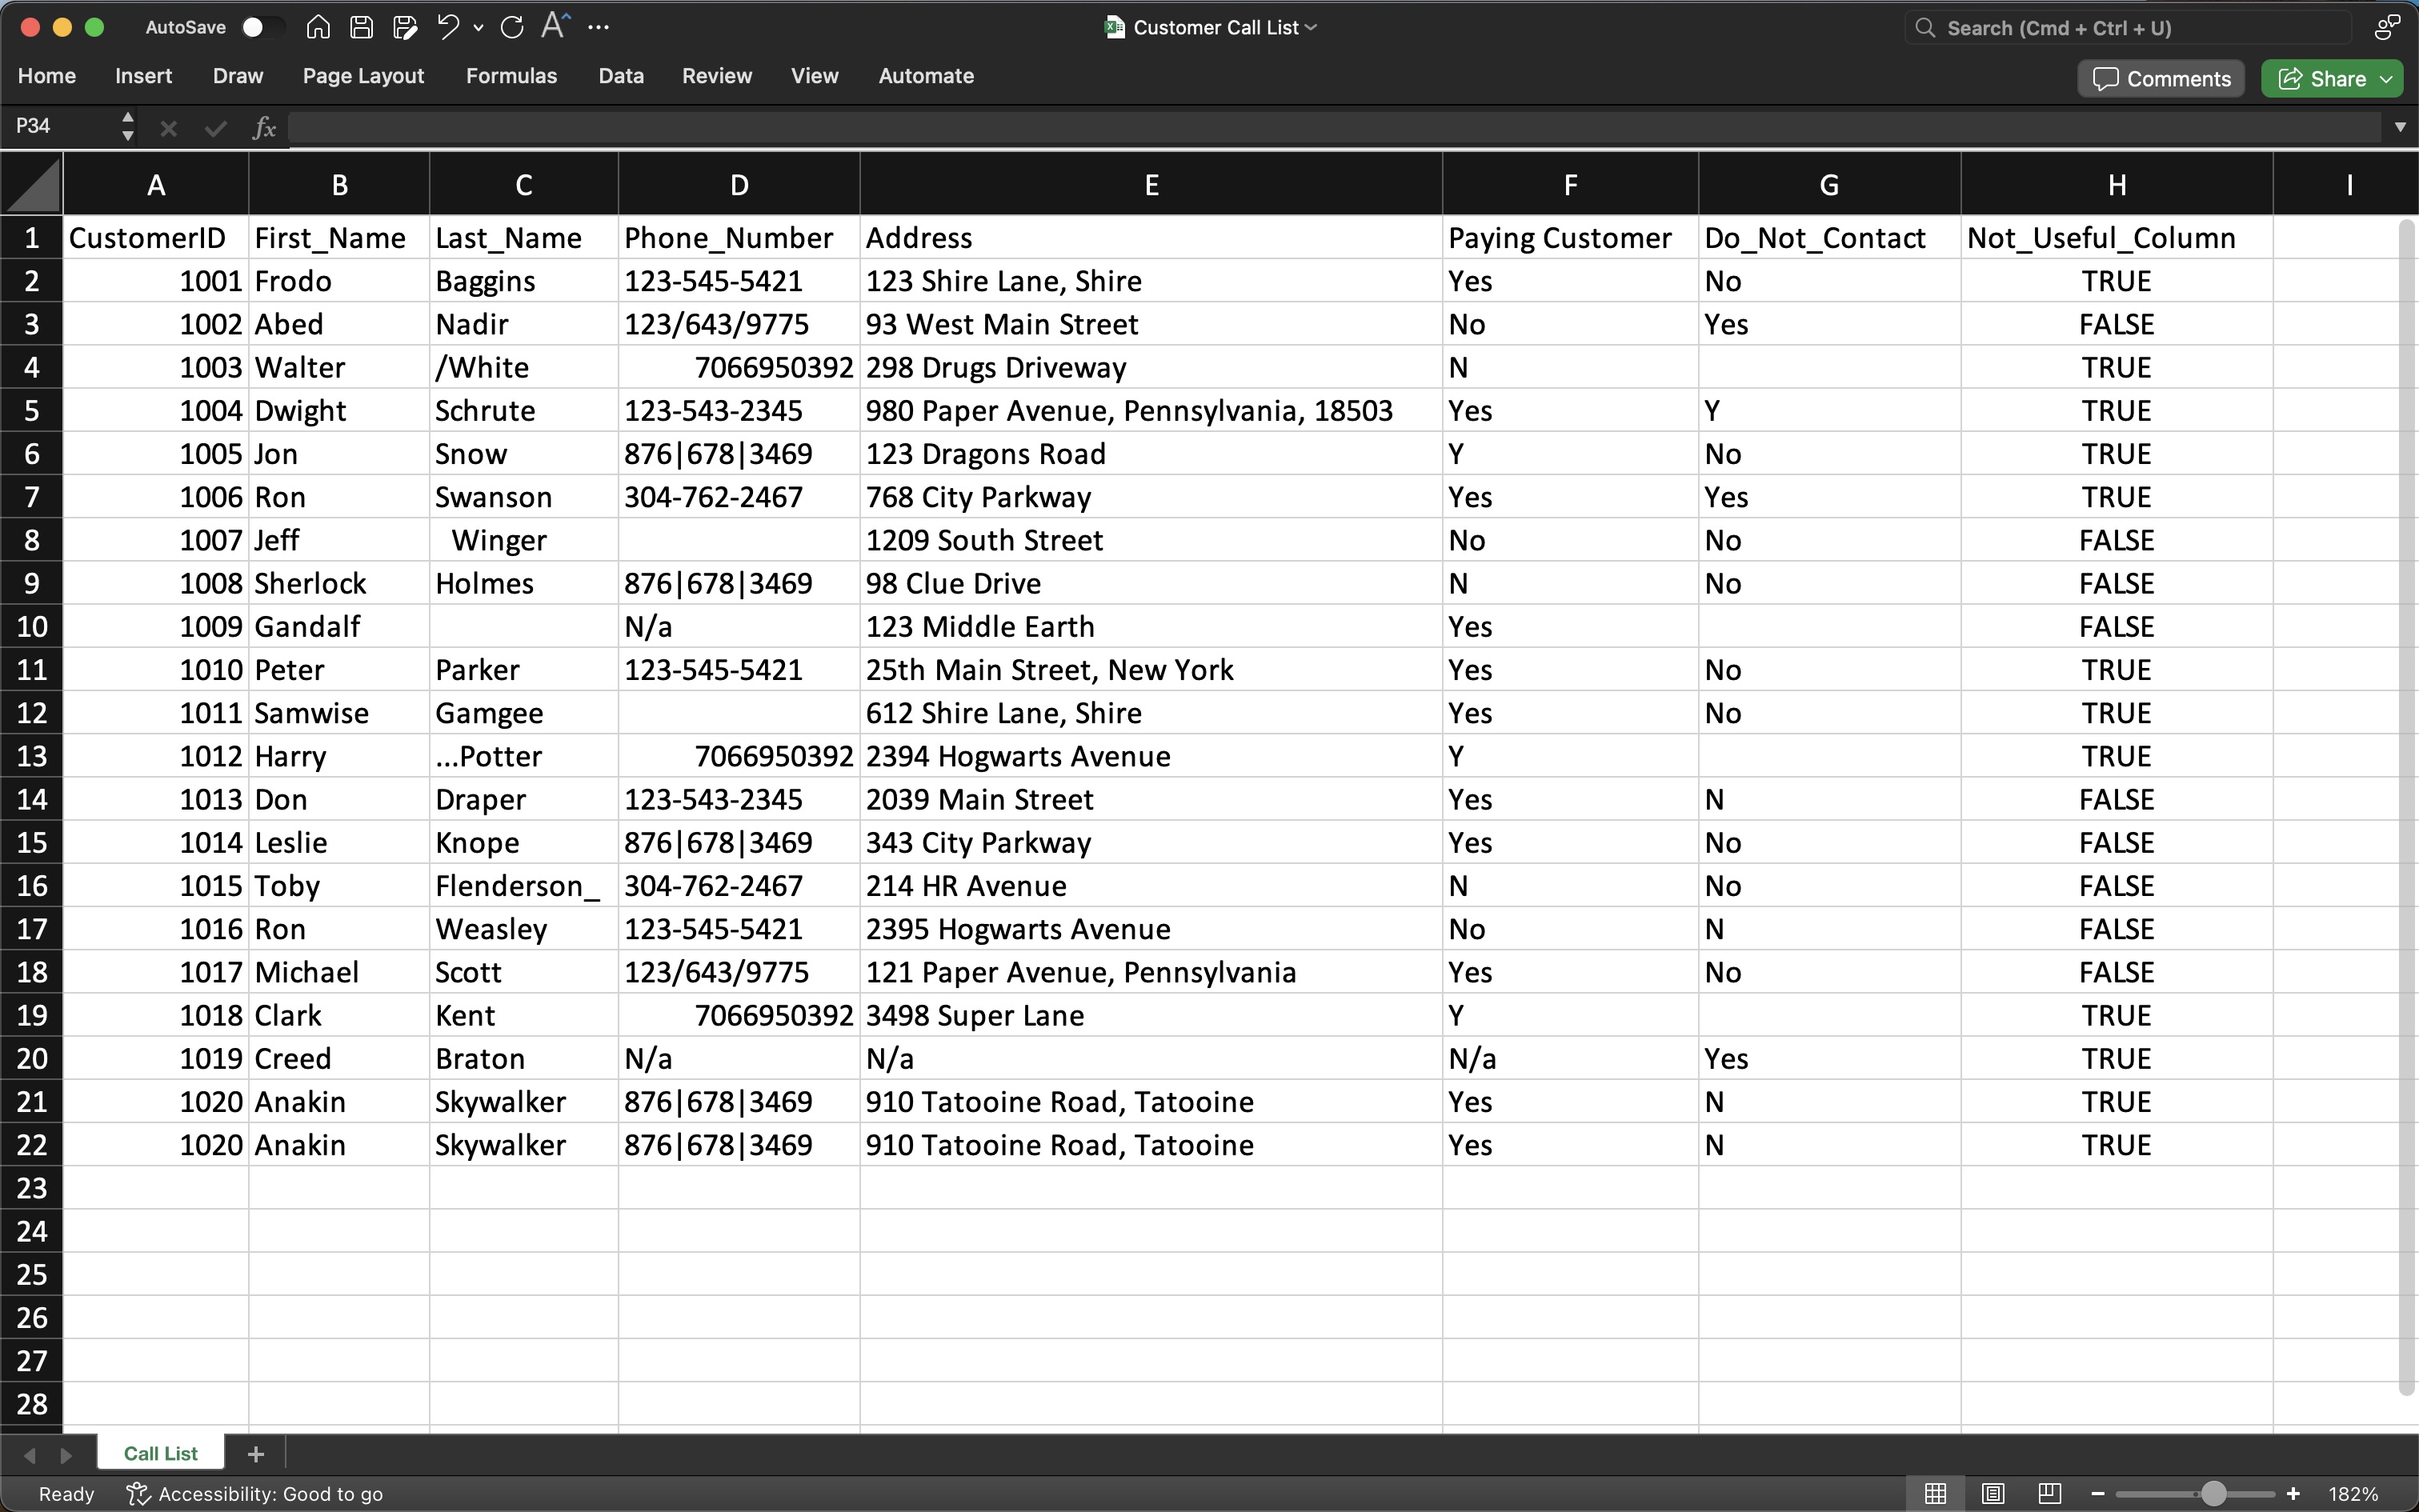 AutoSave Customer Call List Search (Cmd + Ctrl + U)
Home Insert Draw Page Layout Formulas Data Review View Automate Comments Share
P34 fx
A B C D E F G H I
1 CustomerID First_Name Last_Name Phone_Number Address Paying Customer Do_Not_Contact Not_Useful_Column
2 1001 Frodo Baggins 123-545-5421 123 Shire Lane, Shire Yes No TRUE
3 1002 Abed Nadir 123/643/9775 93 West Main Street No Yes FALSE
4 1003 Walter /White 7066950392 298 Drugs Driveway N TRUE
5 1004 Dwight Schrute 123-543-2345 980 Paper Avenue, Pennsylvania, 18503 Yes Y TRUE
6 1005 Jon Snow 876|678|3469 123 Dragons Road Y No TRUE
7 1006 Ron Swanson 304-762-2467 768 City Parkway Yes Yes TRUE
8 1007 Jeff Winger 1209 South Street No No FALSE
9 1008 Sherlock Holmes 876|678|3469 98 Clue Drive N No FALSE
10 1009 Gandalf N/a 123 Middle Earth Yes FALSE
11 1010 Peter Parker 123-545-5421 25th Main Street, New York Yes No TRUE
12 1011 Samwise Gamgee 612 Shire Lane, Shire Yes No TRUE
13 1012 Harry ...Potter 7066950392 2394 Hogwarts Avenue Y TRUE
14 1013 Don Draper 123-543-2345 2039 Main Street Yes N FALSE
15 1014 Leslie Knope 876|678|3469 343 City Parkway Yes No FALSE
16 1015 Toby Flenderson_ 304-762-2467 214 HR Avenue N No FALSE
17 1016 Ron Weasley 123-545-5421 2395 Hogwarts Avenue No N FALSE
18 1017 Michael Scott 123/643/9775 121 Paper Avenue, Pennsylvania Yes No FALSE
19 1018 Clark Kent 7066950392 3498 Super Lane Y TRUE
20 1019 Creed Braton N/a N/a N/a Yes TRUE
21 1020 Anakin Skywalker 876|678|3469 910 Tatooine Road, Tatooine Yes N TRUE
22 1020 Anakin Skywalker 876|678|3469 910 Tatooine Road, Tatooine Yes N TRUE
23
24
25
26
27
28
Call List +
Ready Accessibility: Good to go 182%